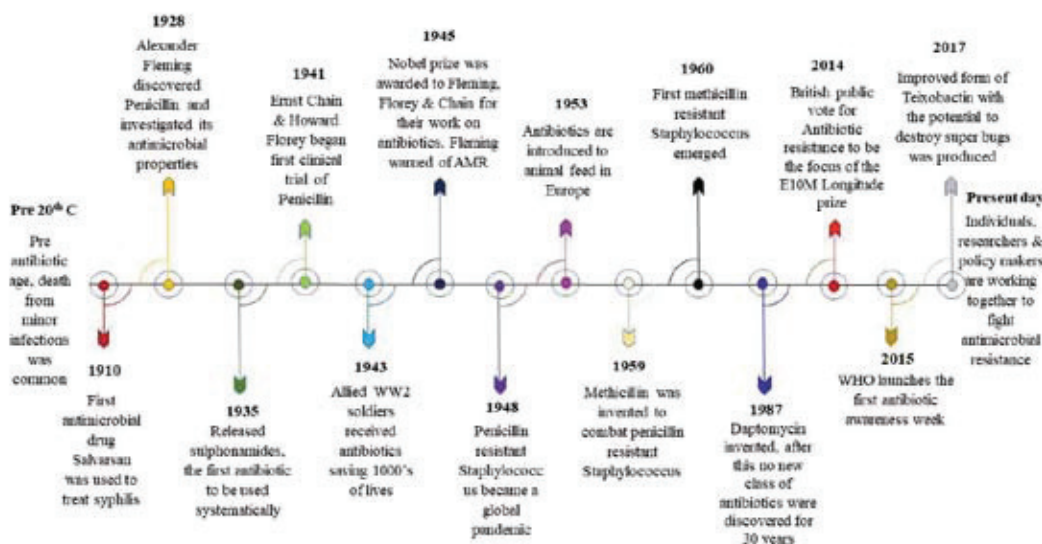 1928
Alexander
Fleming
discovered
Penicillin and
investigated its
antimicrobial
properties
1941
Ernst Chain
& Howard
Florey began
first clinical
trial of
Penicillin
1945
Nobel prize was
awarded to Fleming,
Florey & Chain for
their work on
antibiotics. Fleming
warned of AMR
1953
Antibiotics are
introduced to
animal feed in
Europe
1960
First methicillin
resistant
Staphylococcus
emerged
2014
British public
vote for
Antibiotic
resistance to be
the focus of the
£10M Longitude
prize
2017
Improved form of
Teixobactin with
the potential to
destroy super bugs
was produced
Pre 20th C
Pre
antibiotic
age, death
from
minor
infections
was
common
Present day
Individuals,
researchers &
policy makers
are working
together to
fight
antimicrobial
resistance
1910
First
antimicrobial
drug
Salvarsan
was used to
treat syphilis
1935
Released
sulphonamides,
the first antibiotic
to be used
systematically
1943
Allied WW2
soldiers
received
antibiotics
saving 1000's
of lives
1948
Penicillin
resistant
Staphylococc
us became a
global
pandemic
1959
Methicillin was
invented to
combat penicillin
resistant
Staphylococcus
1987
Daptomycin
invented, after
this no new
class of
antibiotics were
discovered for
30 years
2015
WHO launches the
first antibiotic
awareness week